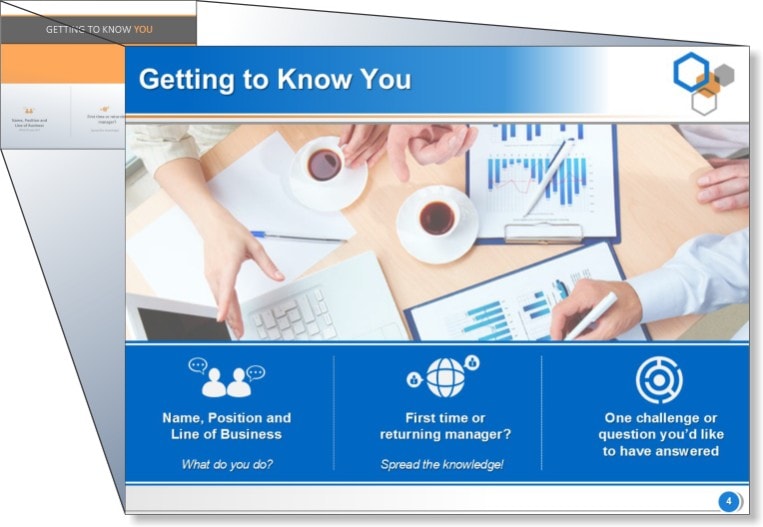 GETTING TO KNOW YOU
Name, Position and
Line of Business
First time or
manager?
Getting to Know You
Name, Position and
Line of Business
What do you do?
First time or
returning manager?
Spread the knowledge!
One challenge or
question you'd like
to have answered
4